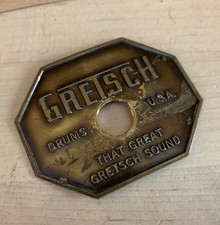 GRETSCH
DRUMS U.S.A.
THAT GREAT
GRETSCH SOUND